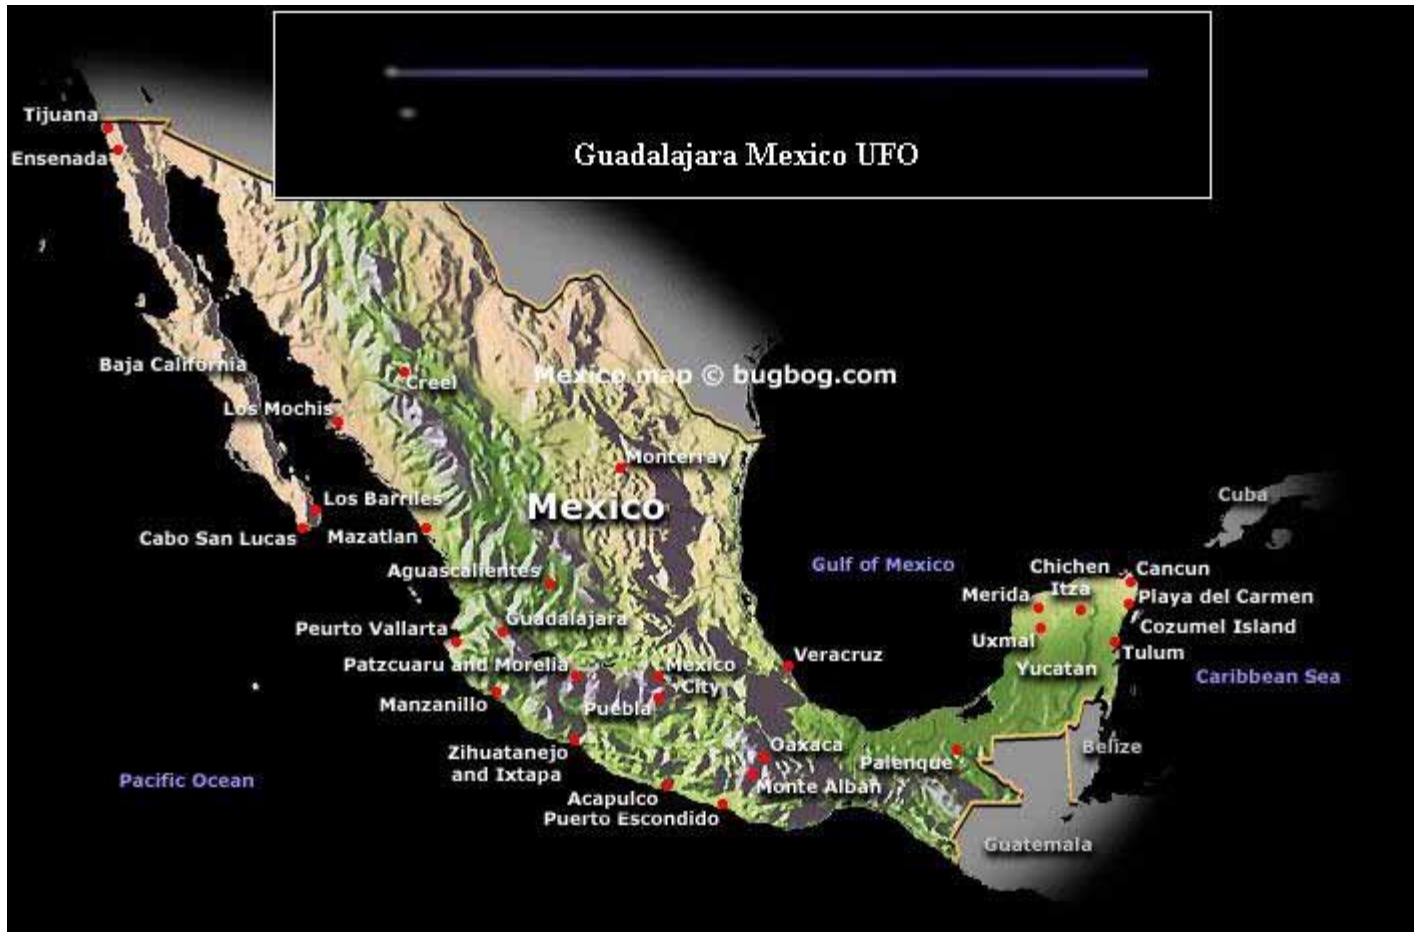 Guadalajara Mexico UFO
Tijuana
Ensenada
Baja California
Creel
Mexico map © bugbog.com
Los Mochis
Monterray
Los Barriles
Mexico
Cuba
Cabo San Lucas
Mazatlan
Aguascalientes
Gulf of Mexico
Chichen
Itza
Cancun
Merida
Playa del Carmen
Peurto Vallarta
Guadalajara
Uxmal
Cozumel Island
Patzcuaru and Morelia
Mexico
City
Veracruz
Yucatan
Tulum
Caribbean Sea
Manzanillo
Puebla
Zihuatanejo
and Ixtapa
Oaxaca
Palenque
Belize
Pacific Ocean
Monte Alban
Acapulco
Puerto Escondido
Guatemala